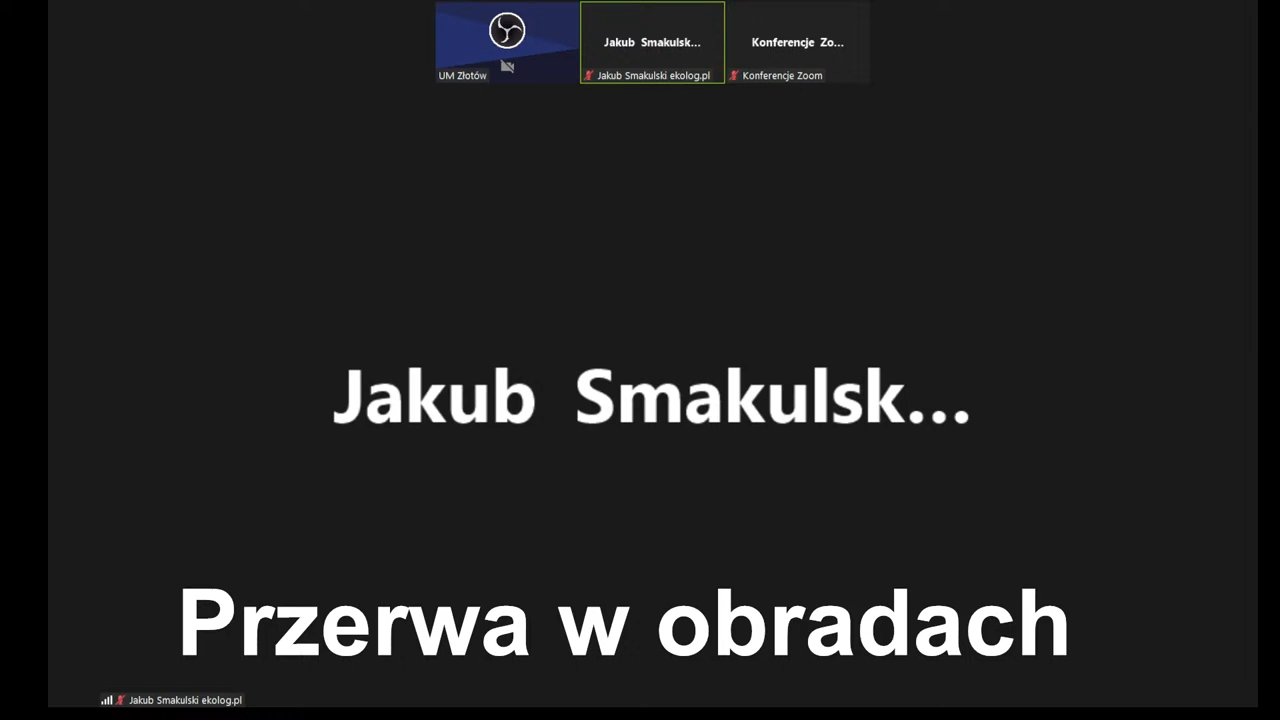 Jakub Smakulsk... Konferencje Zo...
UM Złotów Jakub Smakulski ekolog.pl Konferencje Zoom
Jakub Smakulsk...
Przerwa w obradach
Jakub Smakulski ekolog.pl